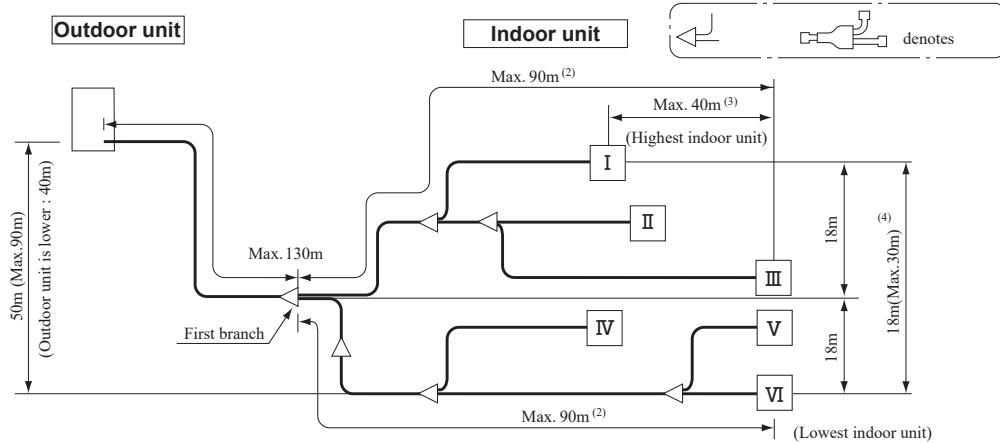 Outdoor unit
Indoor unit
denotes
Max. 90m (2)
Max. 40m (3)
(Highest indoor unit)
I
II
III
Max. 130m
First branch
IV
V
VI
Max. 90m (2)
(Lowest indoor unit)
50m (Max.90m)
(Outdoor unit is lower : 40m)
18m
18m
18m(Max.30m) (4)